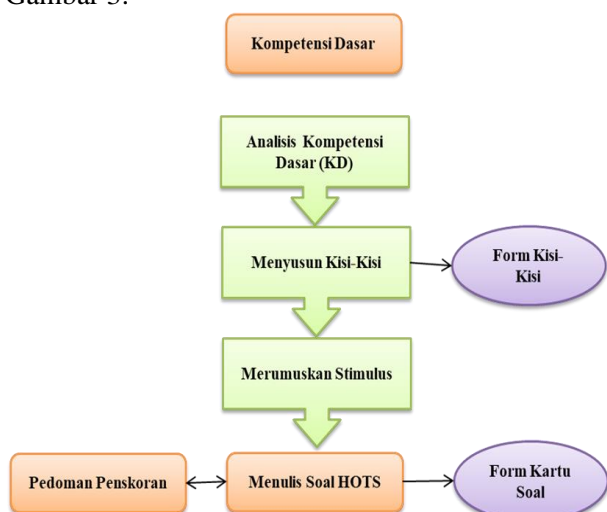 Gambar 3.
Kompetensi Dasar
Analisis Kompetensi
Dasar (KD)
Menyusun Kisi-Kisi
Form Kisi-
Kisi
Merumuskan Stimulus
Pedoman Penskoran
Menulis Soal HOTS
Form Kartu
Soal